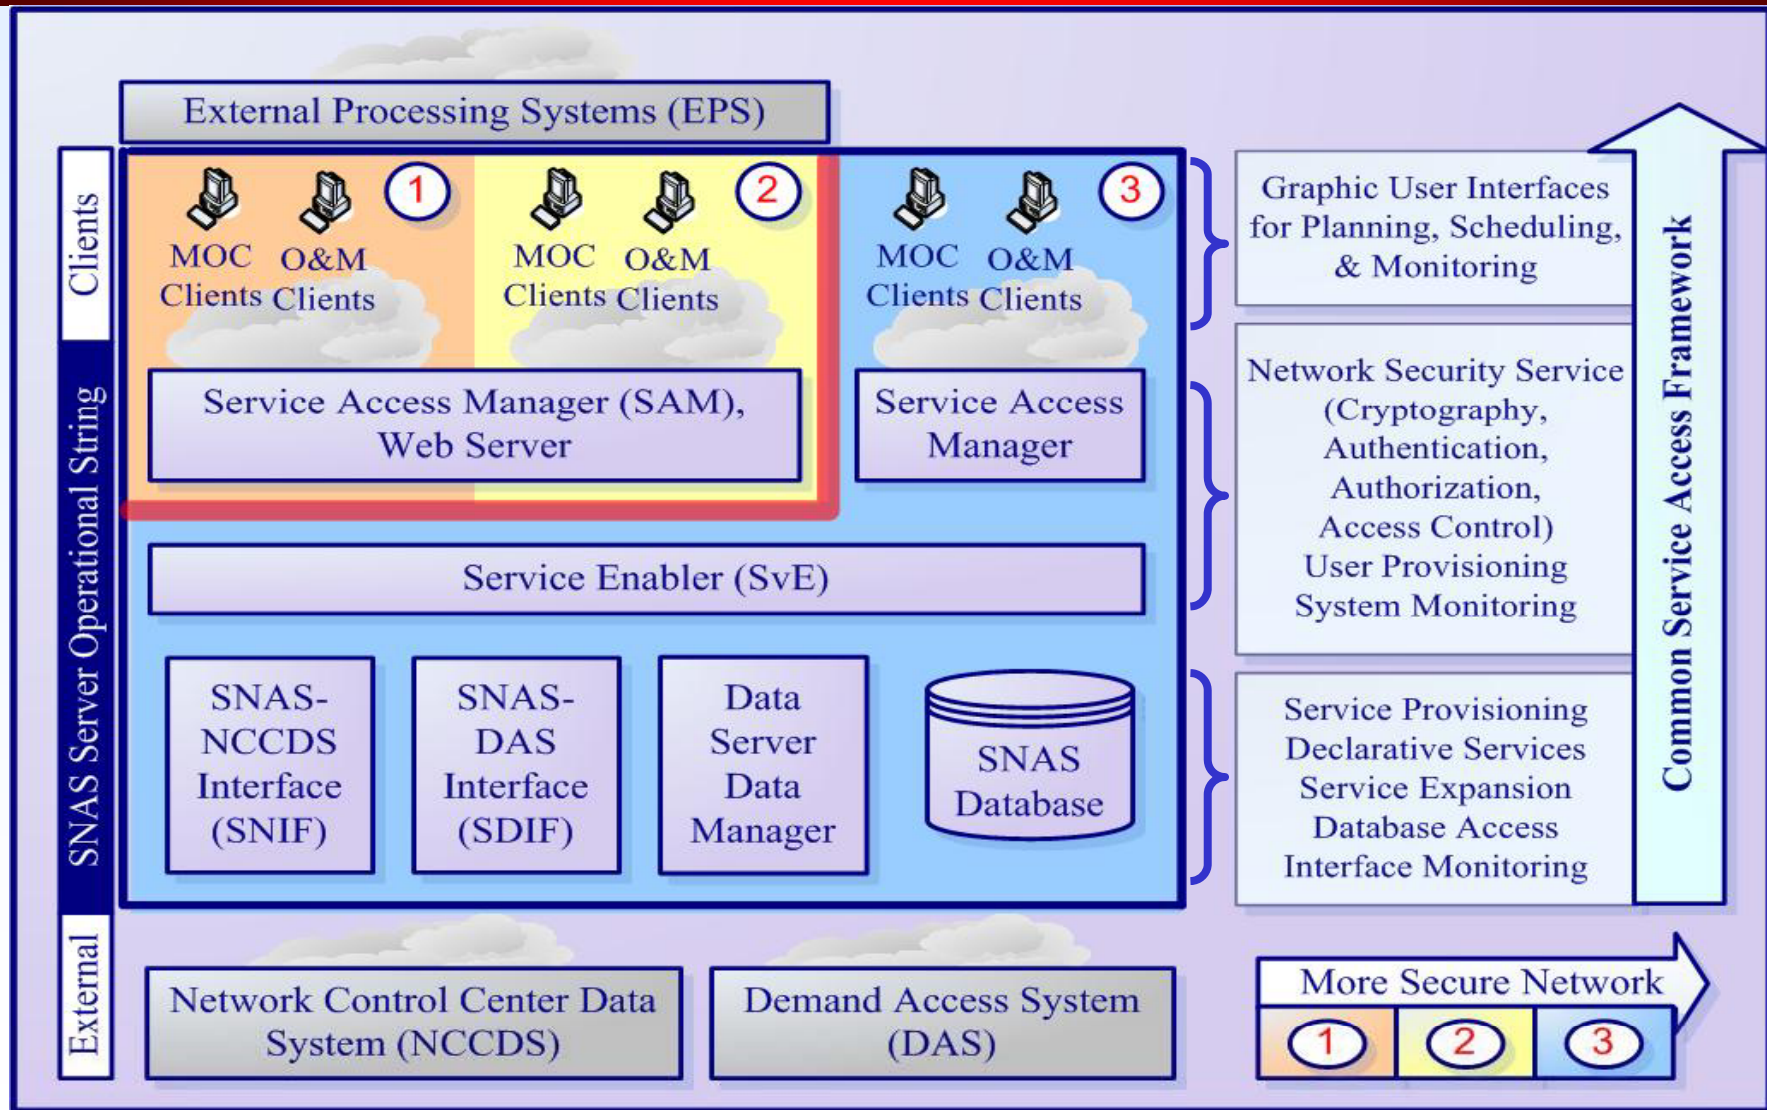 External Processing Systems (EPS)
Clients
1
2
3
MOC
Clients
O&M
Clients
MOC
Clients
O&M
Clients
MOC
Clients
O&M
Clients
SNAS Server Operational String
Service Access Manager (SAM),
Web Server
Service Access
Manager
Service Enabler (SvE)
SNAS-
NCCDS
Interface
(SNIF)
SNAS-
DAS
Interface
(SDIF)
Data
Server
Data
Manager
SNAS
Database
External
Network Control Center Data
System (NCCDS)
Demand Access System
(DAS)
Graphic User Interfaces
for Planning, Scheduling,
& Monitoring
Network Security Service
(Cryptography,
Authentication,
Authorization,
Access Control)
User Provisioning
System Monitoring
Service Provisioning
Declarative Services
Service Expansion
Database Access
Interface Monitoring
Common Service Access Framework
More Secure Network
1
2
3